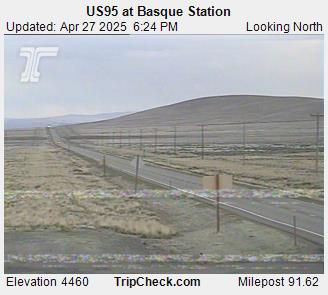 US95 at Basque Station
Updated: Apr 27 2025 6:24 PM Looking North
Elevation 4460 TripCheck.com Milepost 91.62